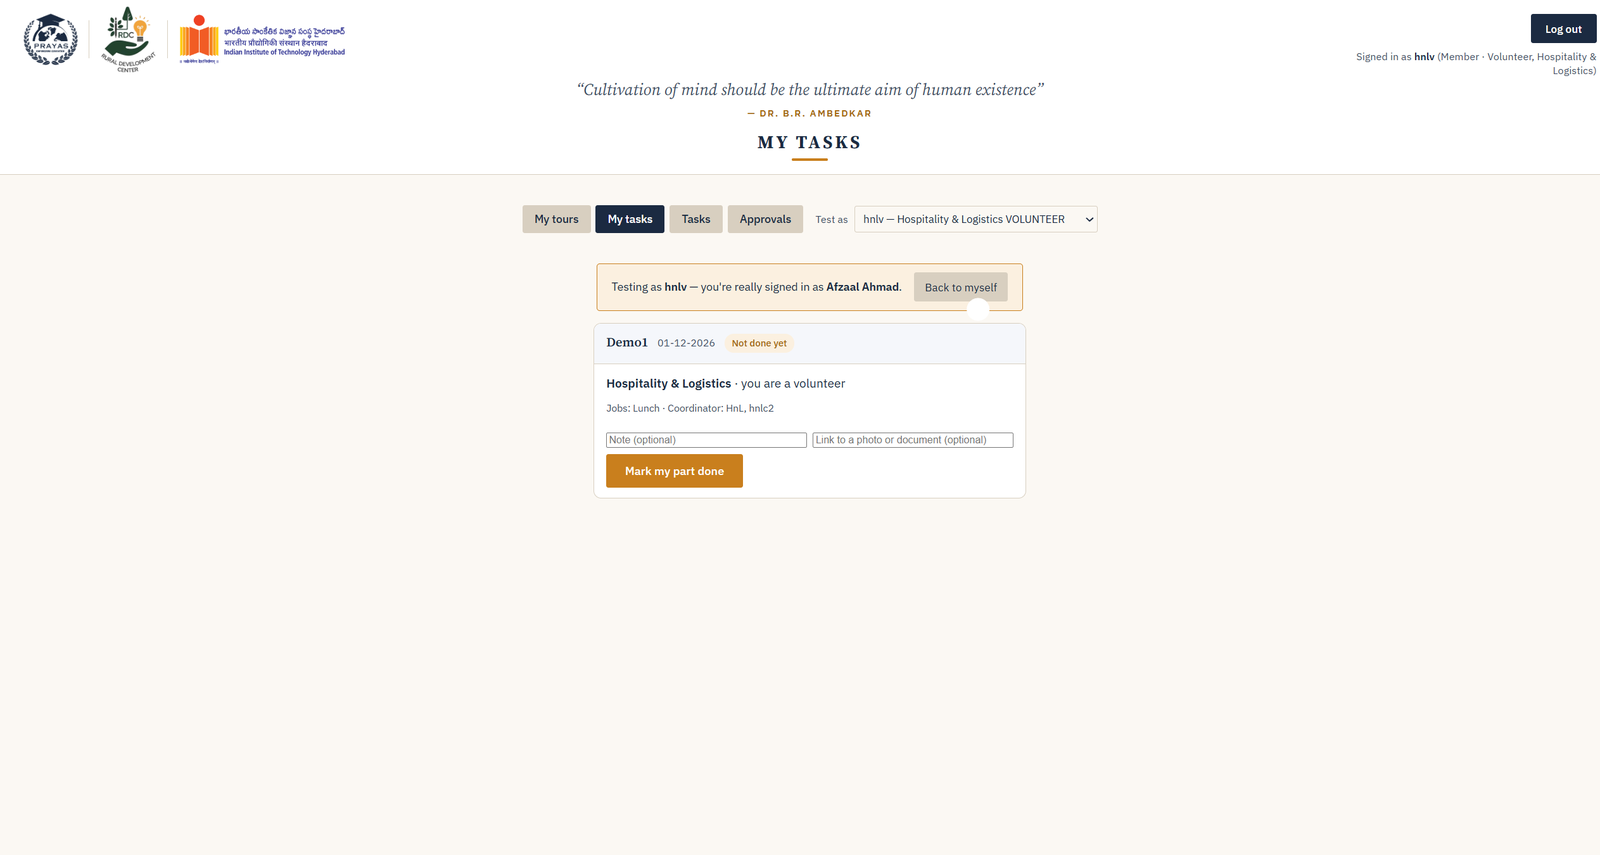 PRAYAS
RDC
RURAL DEVELOPMENT
CENTER
భారతీయ సాంకేతిక విజ్ఞాన సంస్థ హైదరాబాద్
भारतीय प्रौद्योगिकी संस्थान हैदराबाद
Indian Institute of Technology Hyderabad
Log out
Signed in as hnlv (Member · Volunteer, Hospitality &
Logistics)
“Cultivation of mind should be the ultimate aim of human existence”
— DR. B.R. AMBEDKAR
MY TASKS
My tours
My tasks
Tasks
Approvals
Test as
hnlv — Hospitality & Logistics VOLUNTEER
Testing as hnlv — you're really signed in as Afzaal Ahmad.
Back to myself
Demo1 01-12-2026 Not done yet
Hospitality & Logistics · you are a volunteer
Jobs: Lunch · Coordinator: HnL, hnlc2
Note (optional)
Link to a photo or document (optional)
Mark my part done